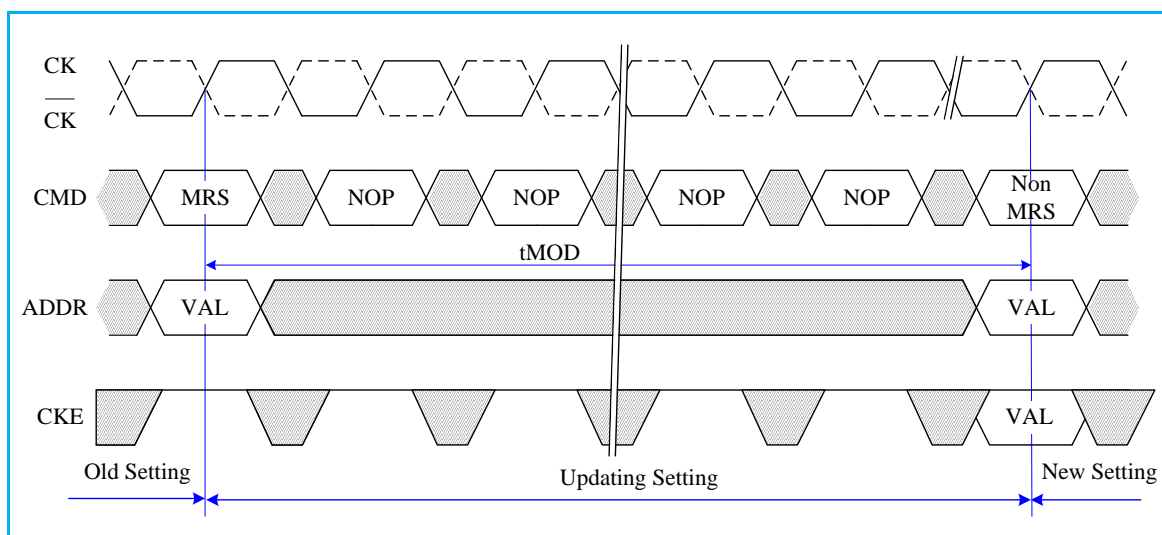 CK
CK
CMD MRS NOP NOP NOP NOP Non MRS
tMOD
ADDR VAL VAL
CKE VAL
Old Setting Updating Setting New Setting